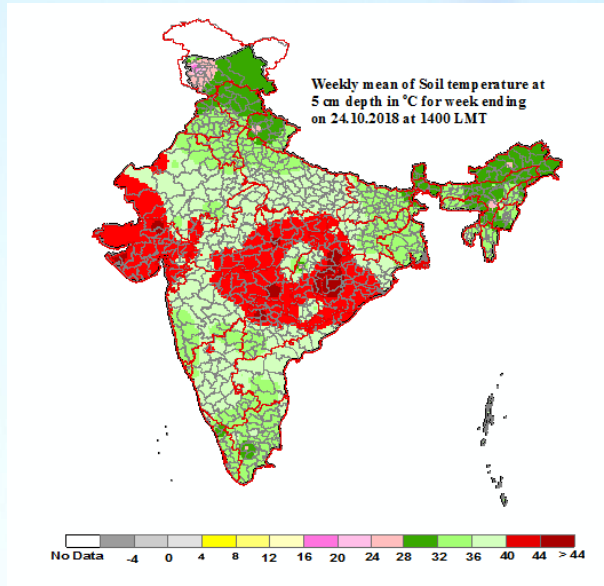 Weekly mean of Soil temperature at
5 cm depth in °C for week ending
on 24.10.2018 at 1400 LMT
No Data -4 0 4 8 12 16 20 24 28 32 36 40 44 > 44